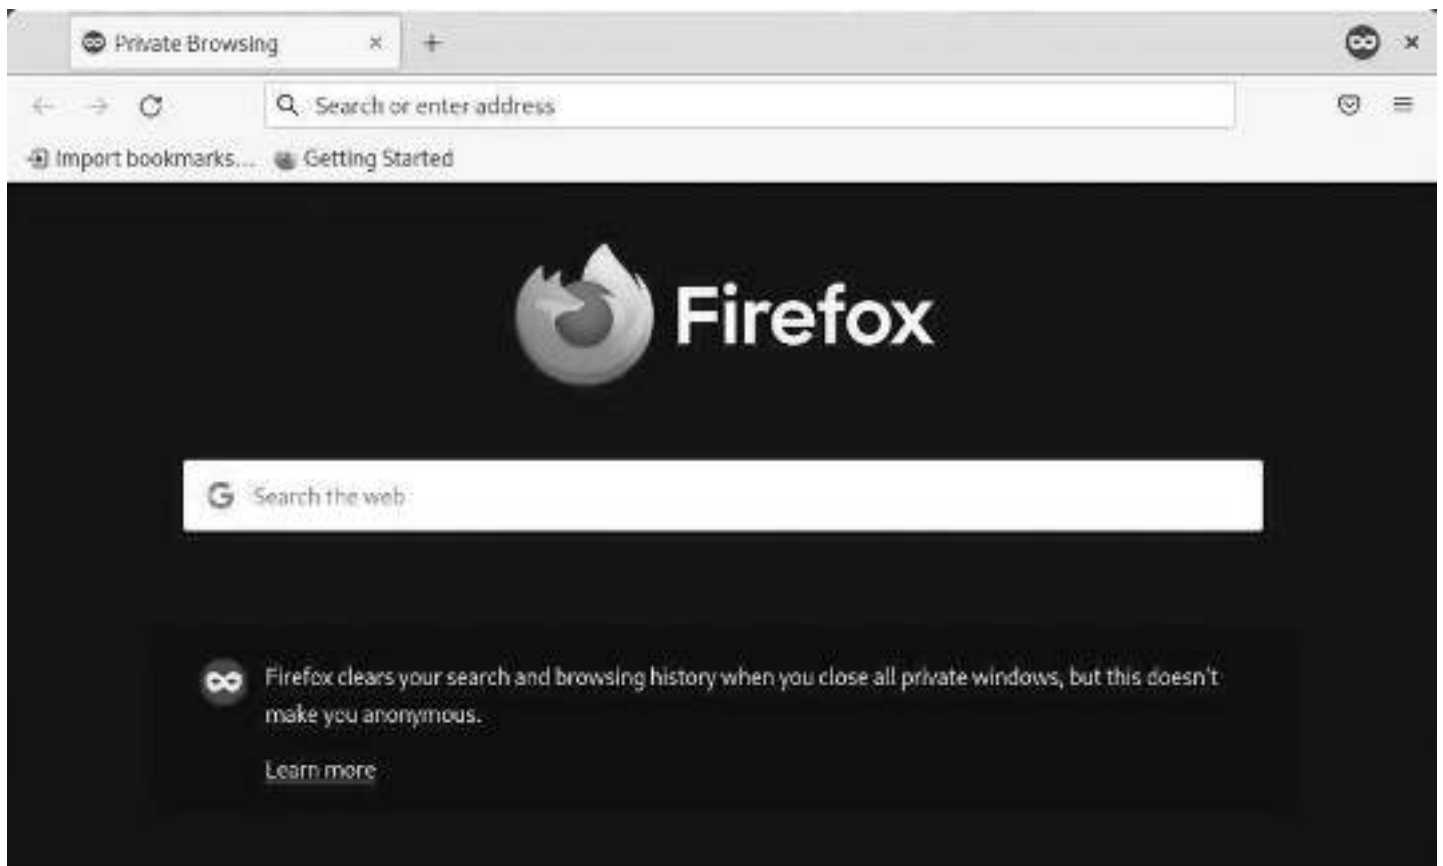 Private Browsing
Search or enter address
Import bookmarks... Getting Started
Firefox
G Search the web
Firefox clears your search and browsing history when you close all private windows, but this doesn't
make you anonymous.
Learn more